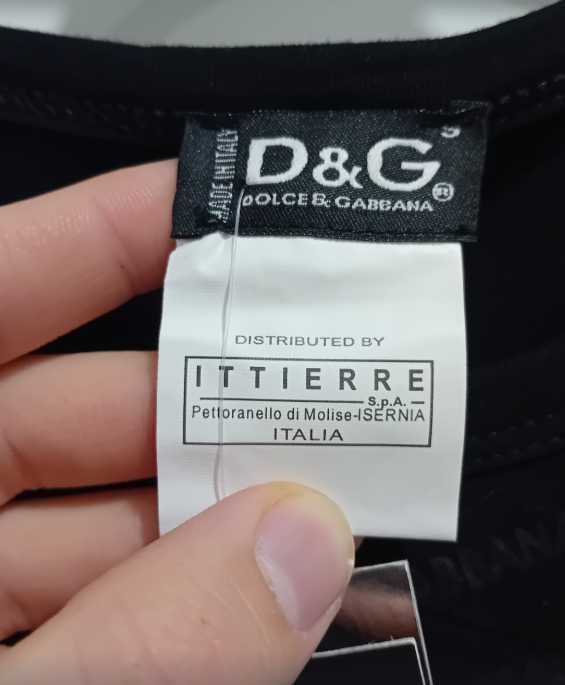 MADE IN ITALY
D&G
S
®
DOLCE & GABBANA
DISTRIBUTED BY
ITTIERRE
S.p.A.
Pettoranello di Molise-ISERNIA
ITALIA